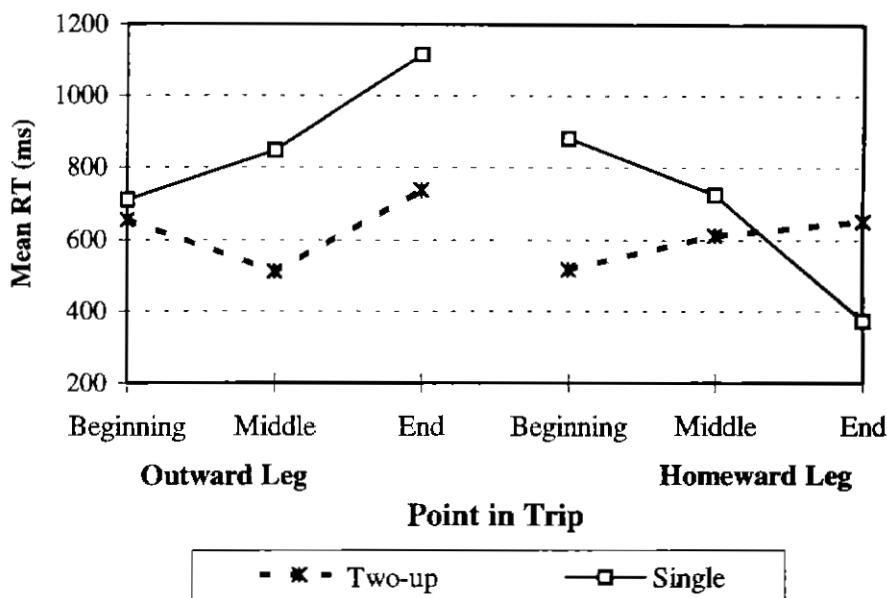 1200
1000
800
600
400
200
Mean RT (ms)
Beginning Middle End Beginning Middle End
Outward Leg Homeward Leg
Point in Trip
Two-up Single